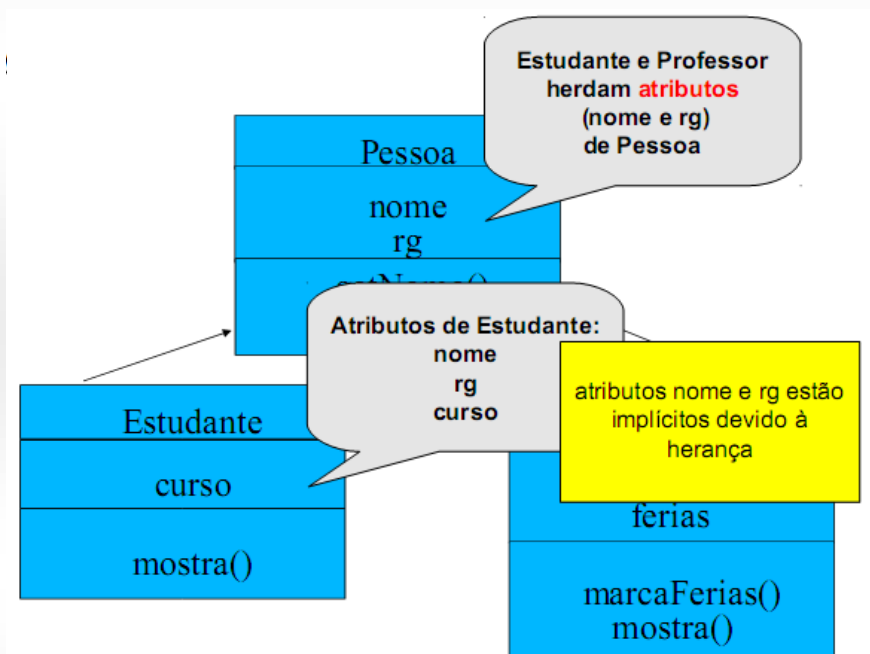 Estudante e Professor
herdam atributos
(nome e rg)
de Pessoa
Pessoa
nome
rg
Atributos de Estudante:
nome
rg
curso
atributos nome e rg estão
implícitos devido à
herança
Estudante
curso
mostra()
ferias
marcaFerias()
mostra()